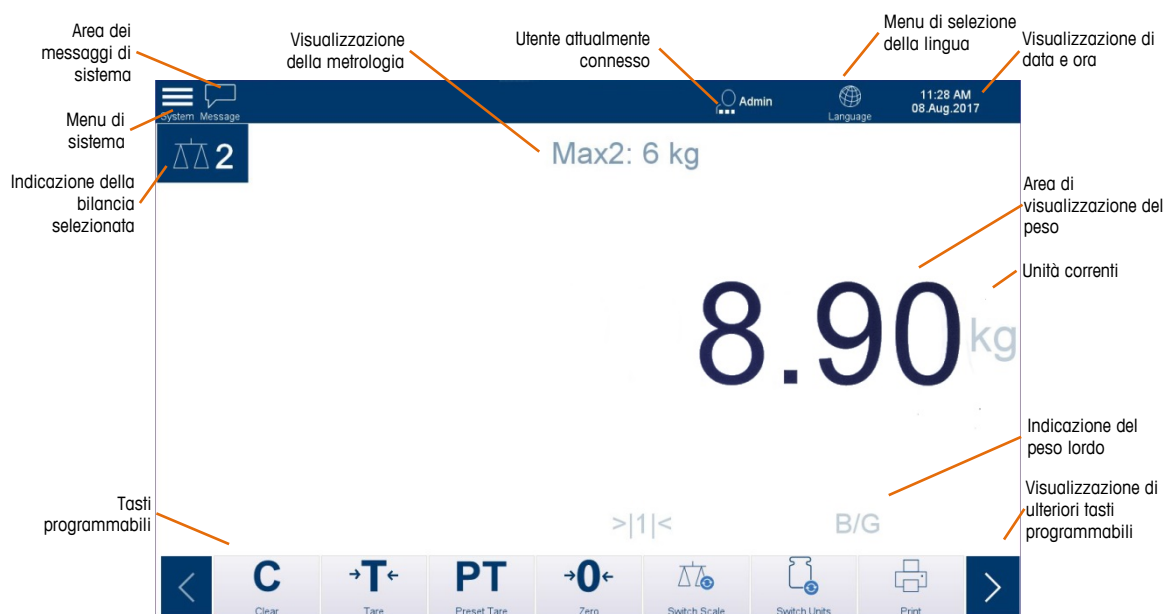 Area dei
messaggi di
sistema
Visualizzazione
della metrologia
Utente attualmente
connesso
Menu di selezione
della lingua
Visualizzazione di
data e ora
System Message
Admin
Language
11:28 AM
08.Aug.2017
Menu di
sistema
2
Max2: 6 kg
Indicazione della
bilancia
selezionata
Area di
visualizzazione del
peso
Unità correnti
8.90 kg
Indicazione del
peso lordo
Visualizzazione di
ulteriori tasti
programmabili
Tasti
programmabili
>|1|<
B/G
C
Clear
→T←
Tare
PT
Preset Tare
→0←
Zero
Switch Scale
Switch Units
Print